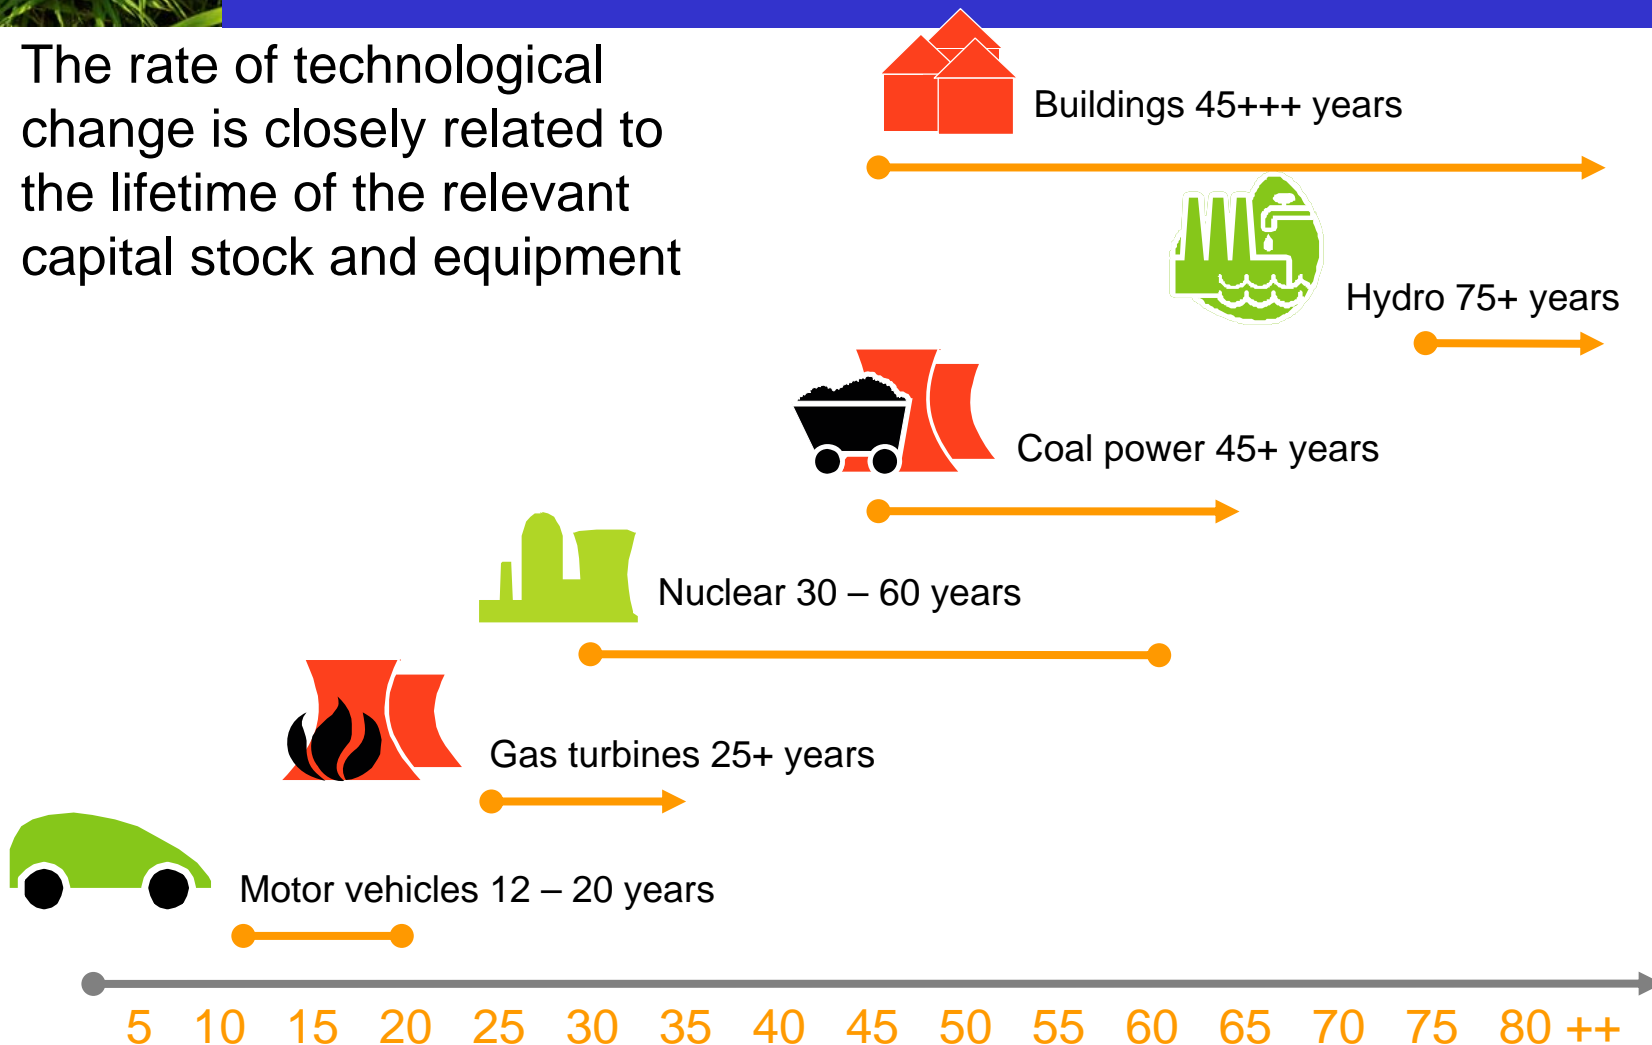 The rate of technological
change is closely related to
the lifetime of the relevant
capital stock and equipment
Buildings 45+++ years
Hydro 75+ years
Coal power 45+ years
Nuclear 30 – 60 years
Gas turbines 25+ years
Motor vehicles 12 – 20 years
5 10 15 20 25 30 35 40 45 50 55 60 65 70 75 80 ++